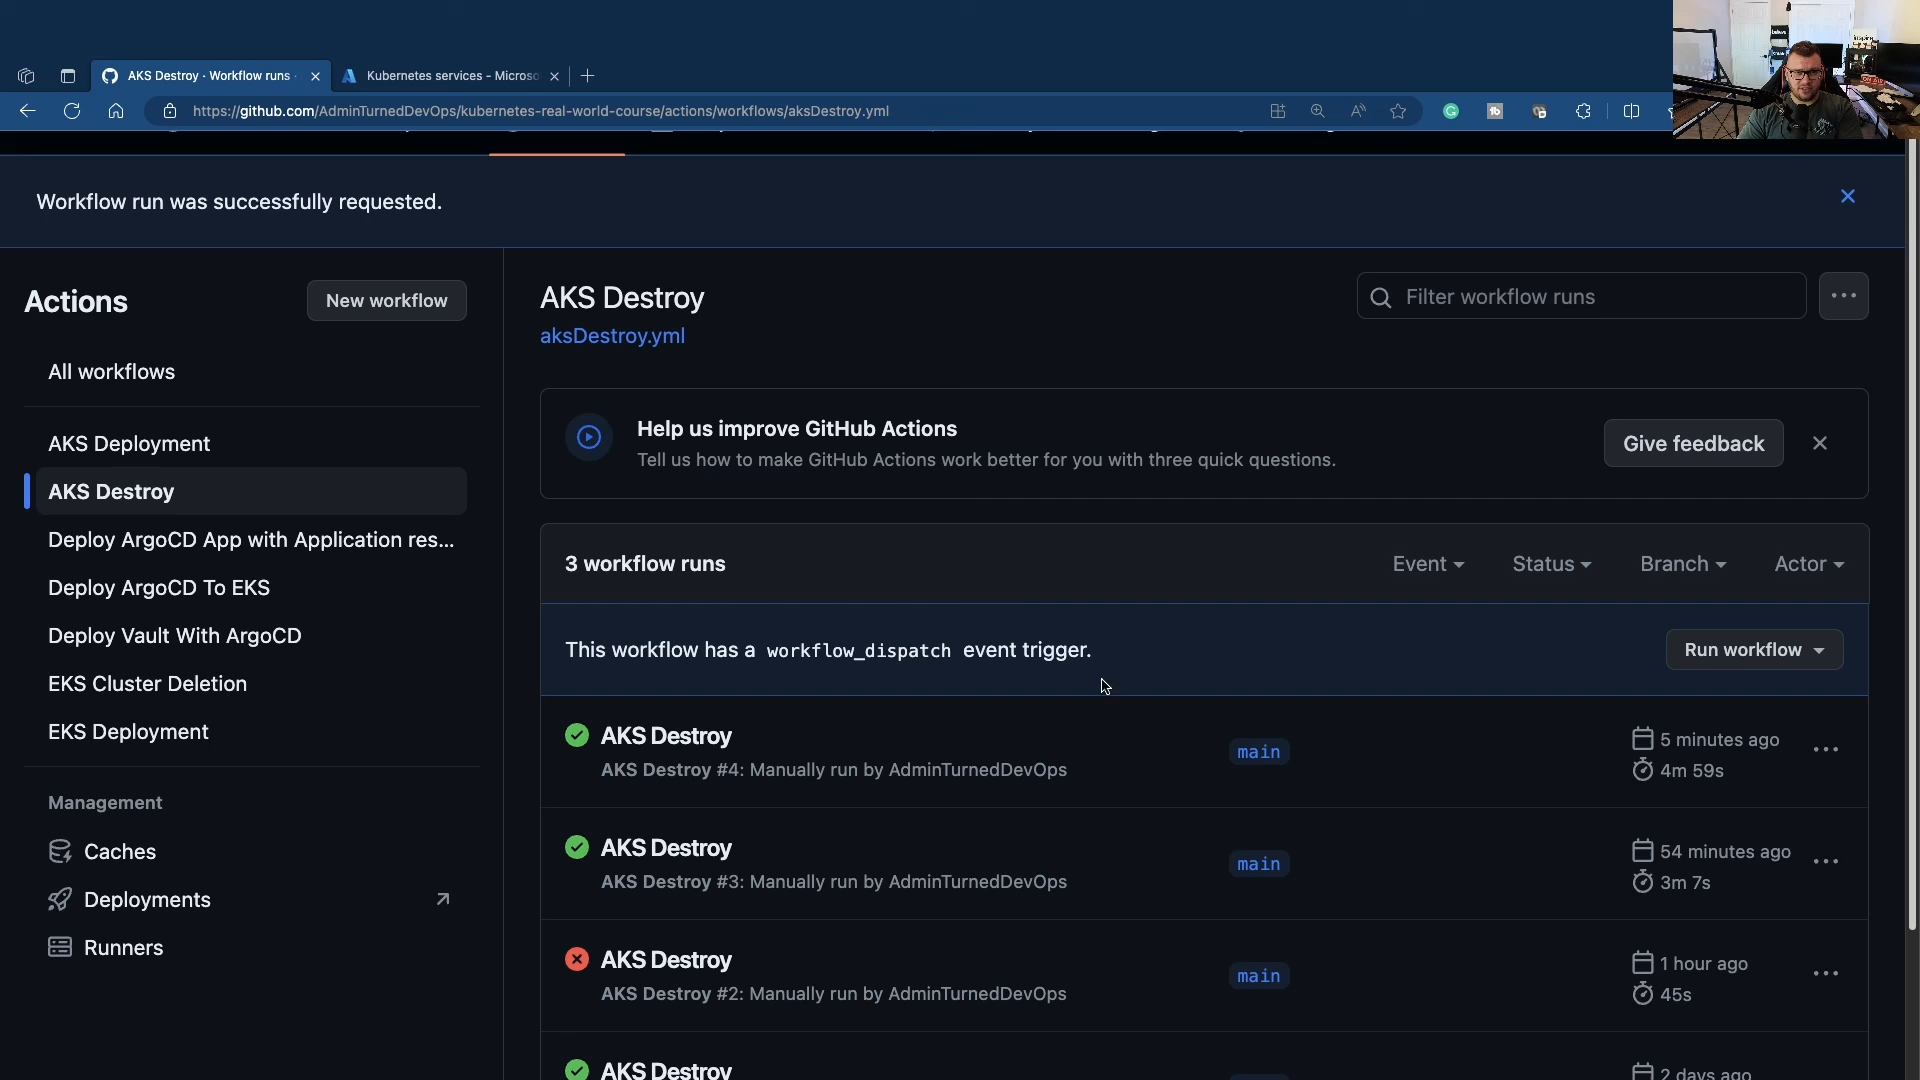 AKS Destroy · Workflow runs ·
Kubernetes services - Microso
https://github.com/AdminTurnedDevOps/kubernetes-real-world-course/actions/workflows/aksDestroy.yml
Workflow run was successfully requested.
Actions
New workflow
All workflows
AKS Deployment
AKS Destroy
Deploy ArgoCD App with Application res...
Deploy ArgoCD To EKS
Deploy Vault With ArgoCD
EKS Cluster Deletion
EKS Deployment
Management
Caches
Deployments
Runners
AKS Destroy
aksDestroy.yml
Filter workflow runs
Help us improve GitHub Actions
Tell us how to make GitHub Actions work better for you with three quick questions.
Give feedback
3 workflow runs
Event
Status
Branch
Actor
This workflow has a workflow_dispatch event trigger.
Run workflow
AKS Destroy
AKS Destroy #4: Manually run by AdminTurnedDevOps
main
5 minutes ago
4m 59s
AKS Destroy
AKS Destroy #3: Manually run by AdminTurnedDevOps
main
54 minutes ago
3m 7s
AKS Destroy
AKS Destroy #2: Manually run by AdminTurnedDevOps
main
1 hour ago
45s
AKS Destroy
2 days ago